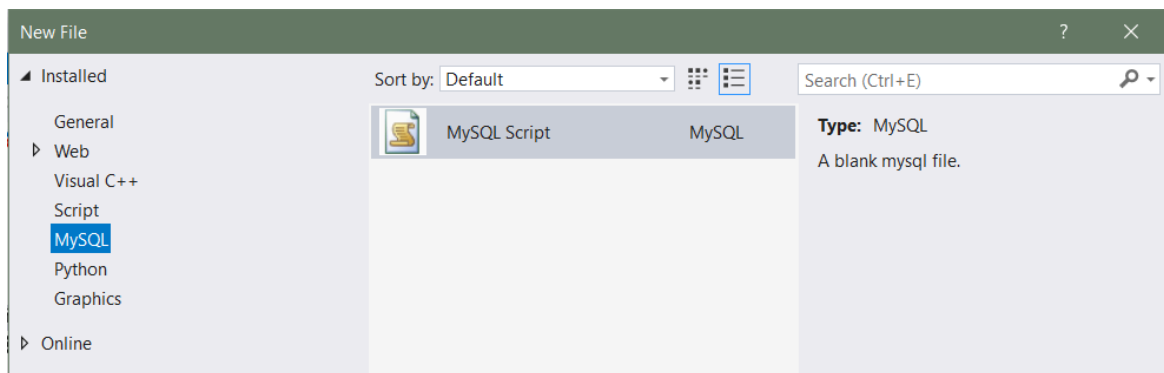 New File
?
Installed
Sort by: Default
Search (Ctrl+E)
General
Web
Visual C++
Script
MySQL
Python
Graphics
Online
MySQL Script MySQL
Type: MySQL
A blank mysql file.